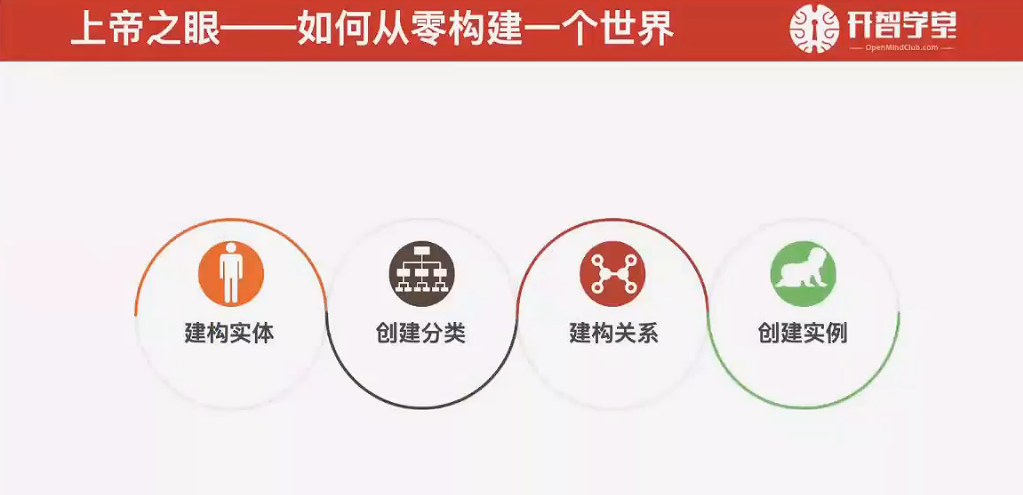 上帝之眼——如何从零构建一个世界
开智学堂
OpenMindClub.com
建构实体
创建分类
建构关系
创建实例